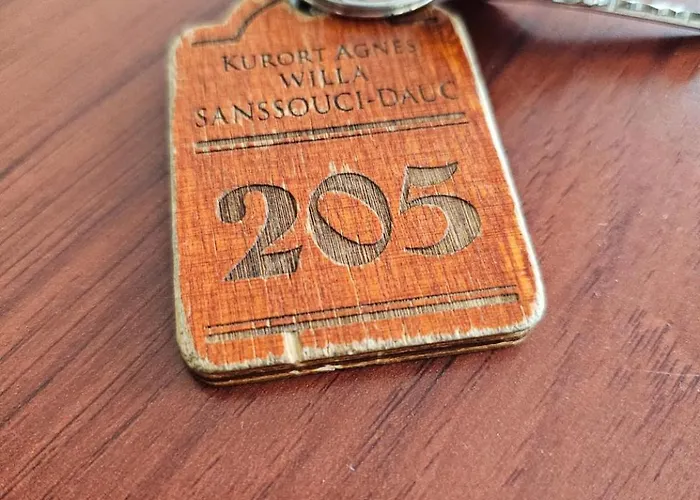 KURORT AGNES
WILLA
SANSSOUCI-DAUC
205